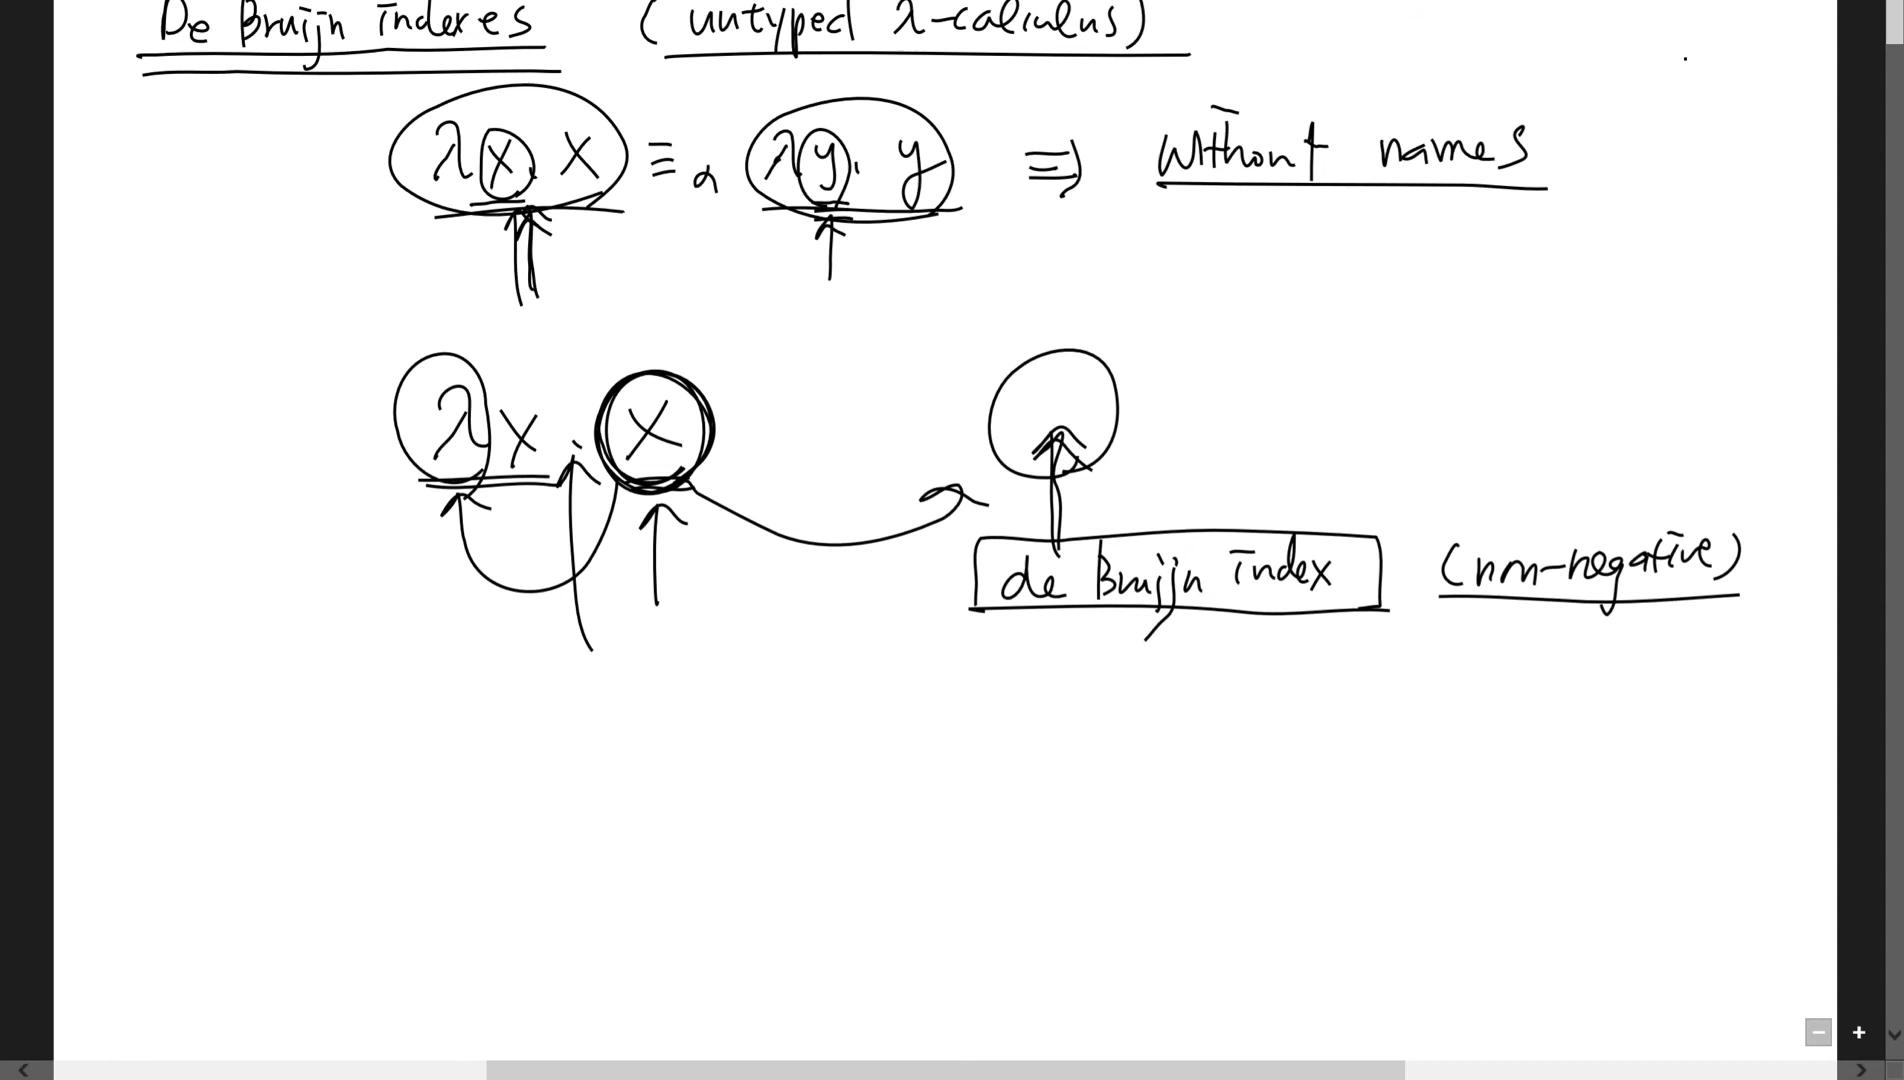 De Bruijn indexes (untyped λ-calculus)
λx. x ≡α λy. y ⇒ without names
λx. x
de Bruijn index (non-negative)